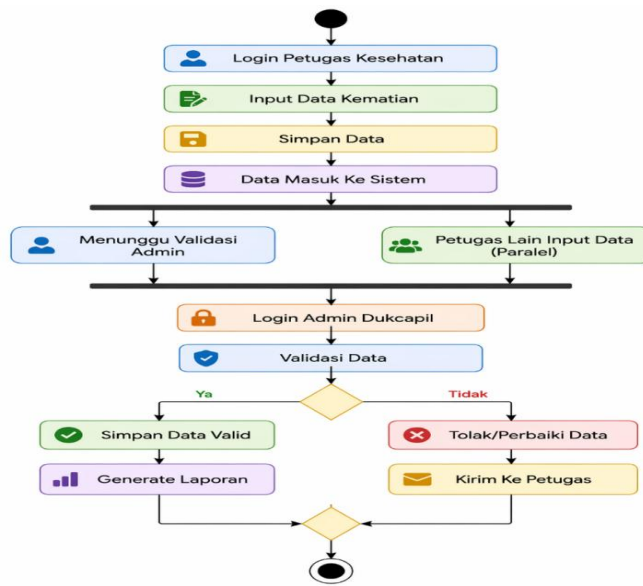 Login Petugas Kesehatan
Input Data Kematian
Simpan Data
Data Masuk Ke Sistem
Menunggu Validasi
Admin
Petugas Lain Input Data
(Paralel)
Login Admin Dukcapil
Validasi Data
Ya
Tidak
Simpan Data Valid
Tolak/Perbaiki Data
Generate Laporan
Kirim Ke Petugas